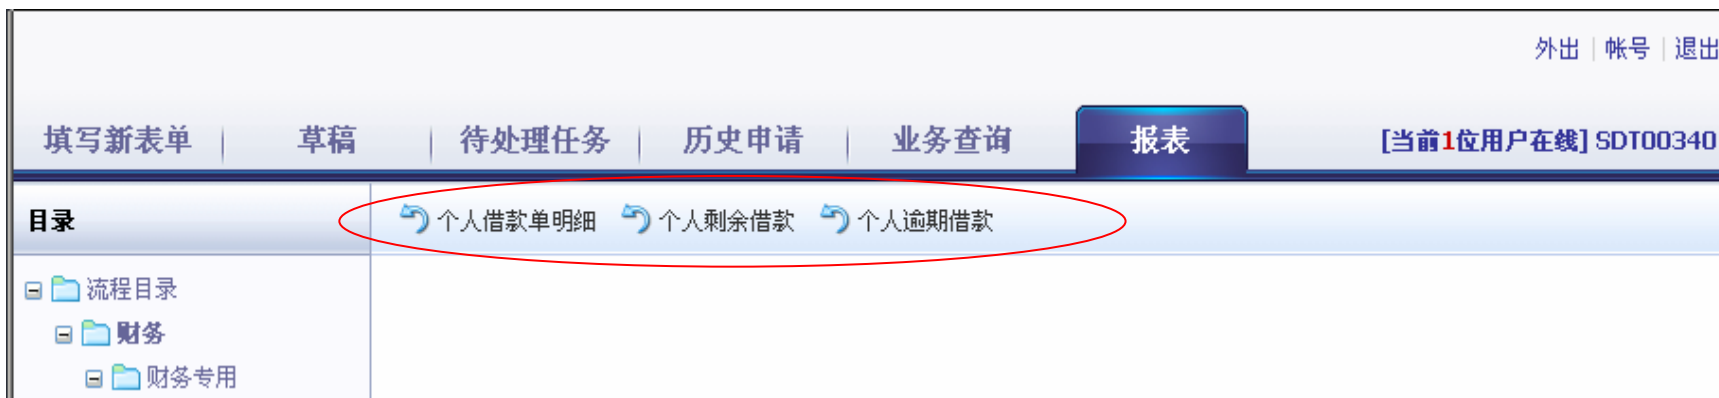 外出 | 帐号 | 退出
填写新表单 | 草稿 | 待处理任务 | 历史申请 | 业务查询 报表 [当前1位用户在线] SDT00340
目录 个人借款单明细 个人剩余借款 个人逾期借款
流程目录
财务
财务专用